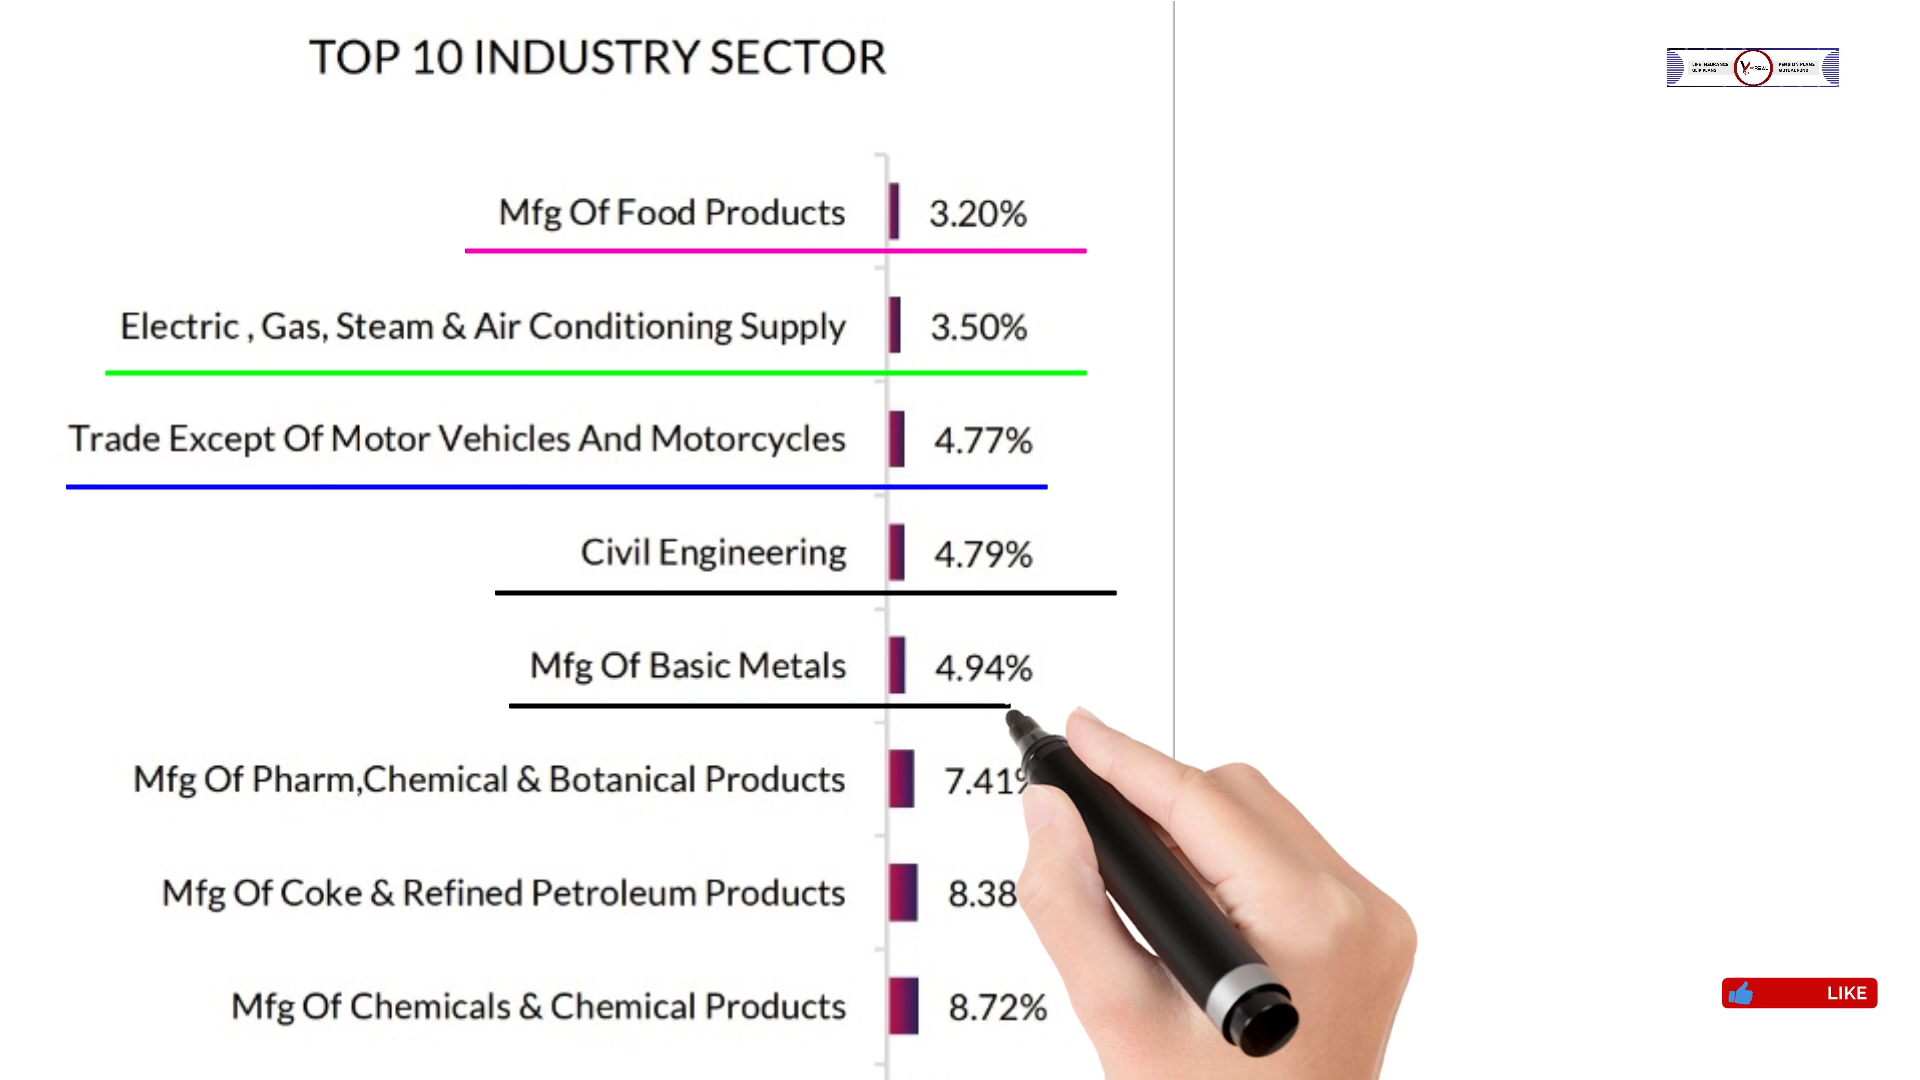 TOP 10 INDUSTRY SECTOR
Mfg Of Food Products 3.20%
Electric , Gas, Steam & Air Conditioning Supply 3.50%
Trade Except Of Motor Vehicles And Motorcycles 4.77%
Civil Engineering 4.79%
Mfg Of Basic Metals 4.94%
Mfg Of Pharm,Chemical & Botanical Products 7.41%
Mfg Of Coke & Refined Petroleum Products 8.38
Mfg Of Chemicals & Chemical Products 8.72%
LIKE